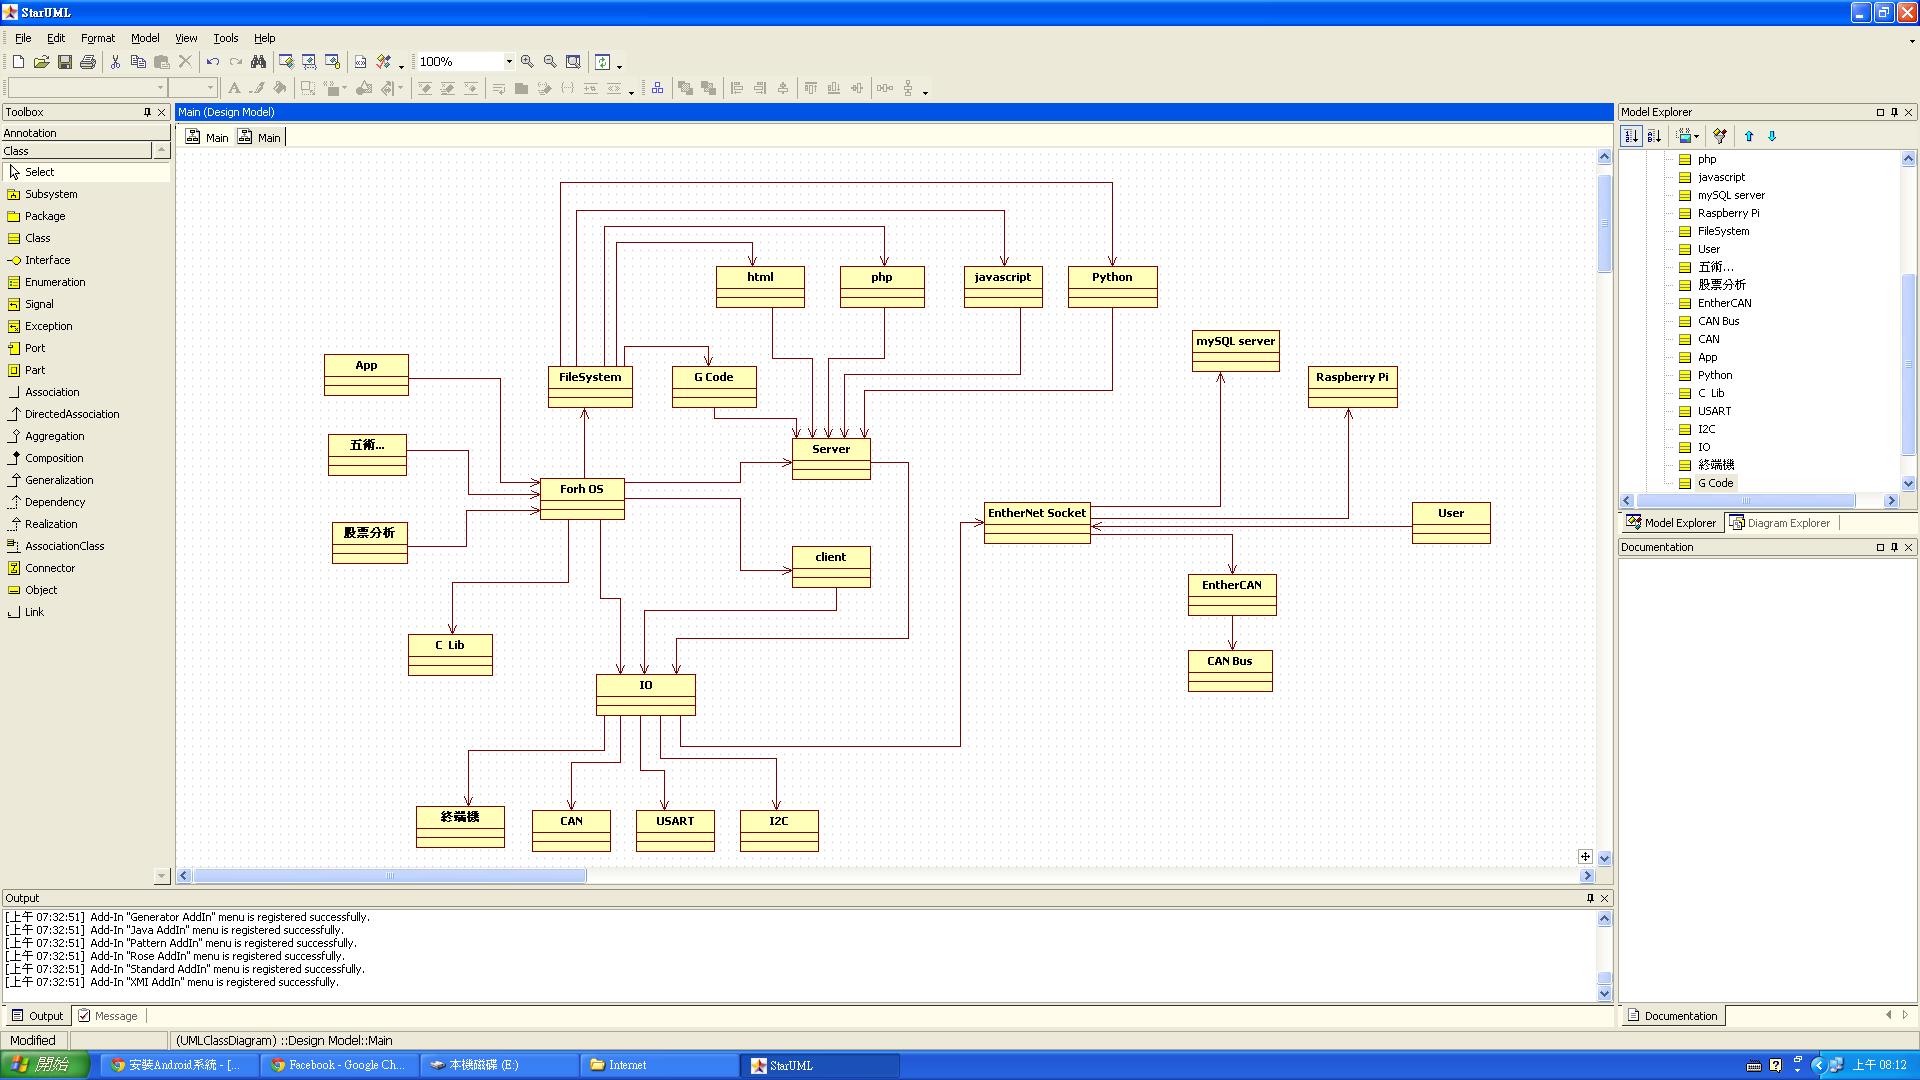 StarUML
File Edit Format Model View Tools Help
100%
Toolbox
Annotation
Class
Select
Subsystem
Package
Class
Interface
Enumeration
Signal
Exception
Port
Part
Association
DirectedAssociation
Aggregation
Composition
Generalization
Dependency
Realization
AssociationClass
Connector
Object
Link
Main (Design Model)
Main Main
html php javascript Python
mySQL server
App FileSystem G Code Raspberry Pi
五術... Server
Forh OS
EntherNet Socket User
股票分析
client
EntherCAN
C Lib
CAN Bus
IO
終端機 CAN USART I2C
Model Explorer
php
javascript
mySQL server
Raspberry Pi
FileSystem
User
五術...
股票分析
EntherCAN
CAN Bus
CAN
App
Python
C Lib
USART
I2C
IO
終端機
G Code
Model Explorer Diagram Explorer
Documentation
Documentation
Output
[上午 07:32:51] Add-In "Generator AddIn" menu is registered successfully.
[上午 07:32:51] Add-In "Java AddIn" menu is registered successfully.
[上午 07:32:51] Add-In "Pattern AddIn" menu is registered successfully.
[上午 07:32:51] Add-In "Rose AddIn" menu is registered successfully.
[上午 07:32:51] Add-In "Standard AddIn" menu is registered successfully.
[上午 07:32:51] Add-In "XMI AddIn" menu is registered successfully.
Output Message
Modified (UMLClassDiagram) ::Design Model::Main
開始 安裝Android系統 - [... Facebook - Google Ch... 本機磁碟 (E:) Internet StarUML 上午 08:12